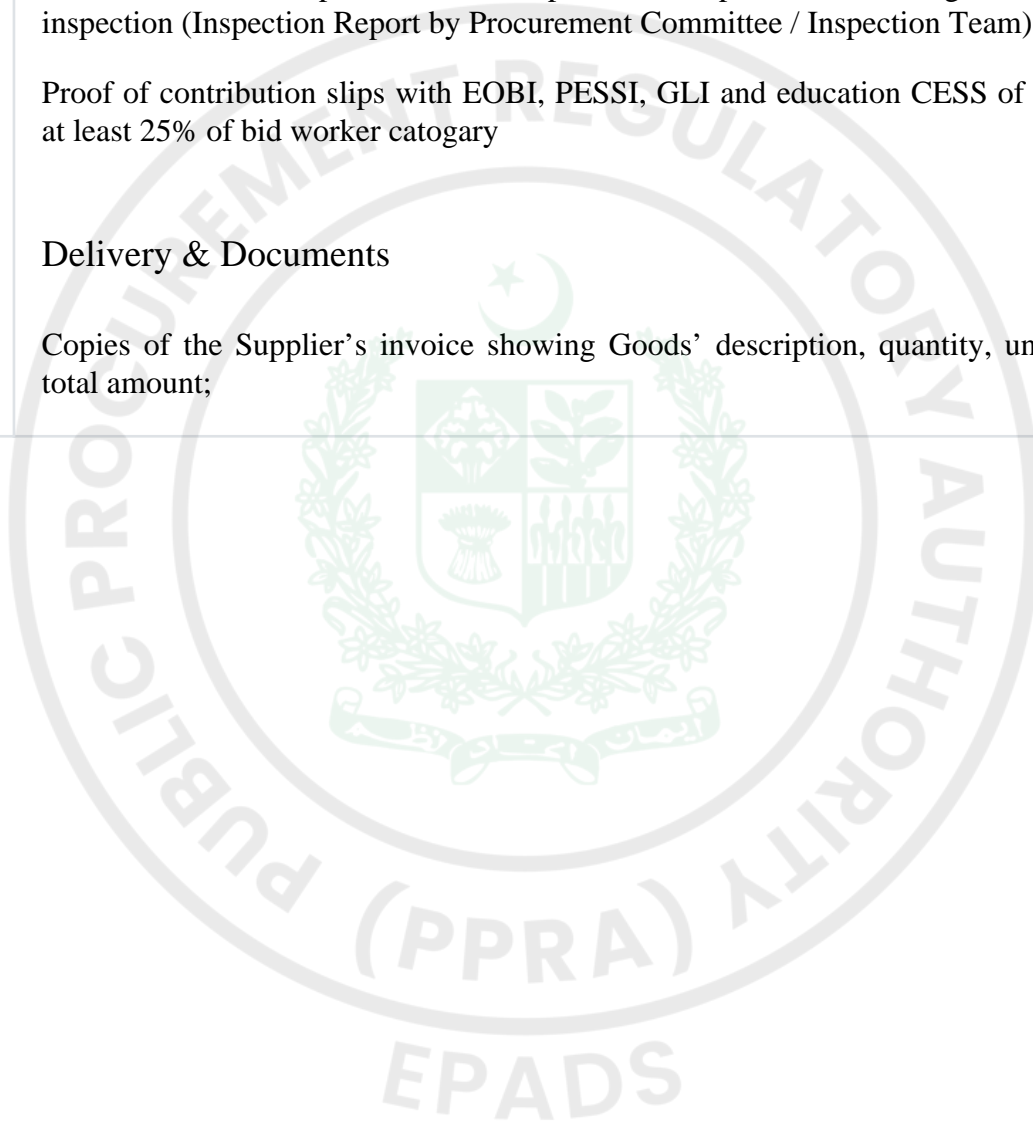 inspection (Inspection Report by Procurement Committee / Inspection Team)
Proof of contribution slips with EOBI, PESSI, GLI and education CESS of
at least 25% of bid worker catogary
Delivery & Documents
Copies of the Supplier’s invoice showing Goods’ description, quantity,
total amount;
PUBLIC PROCUREMENT REGULATORY AUTHORITY
(PPRA)
EPADS